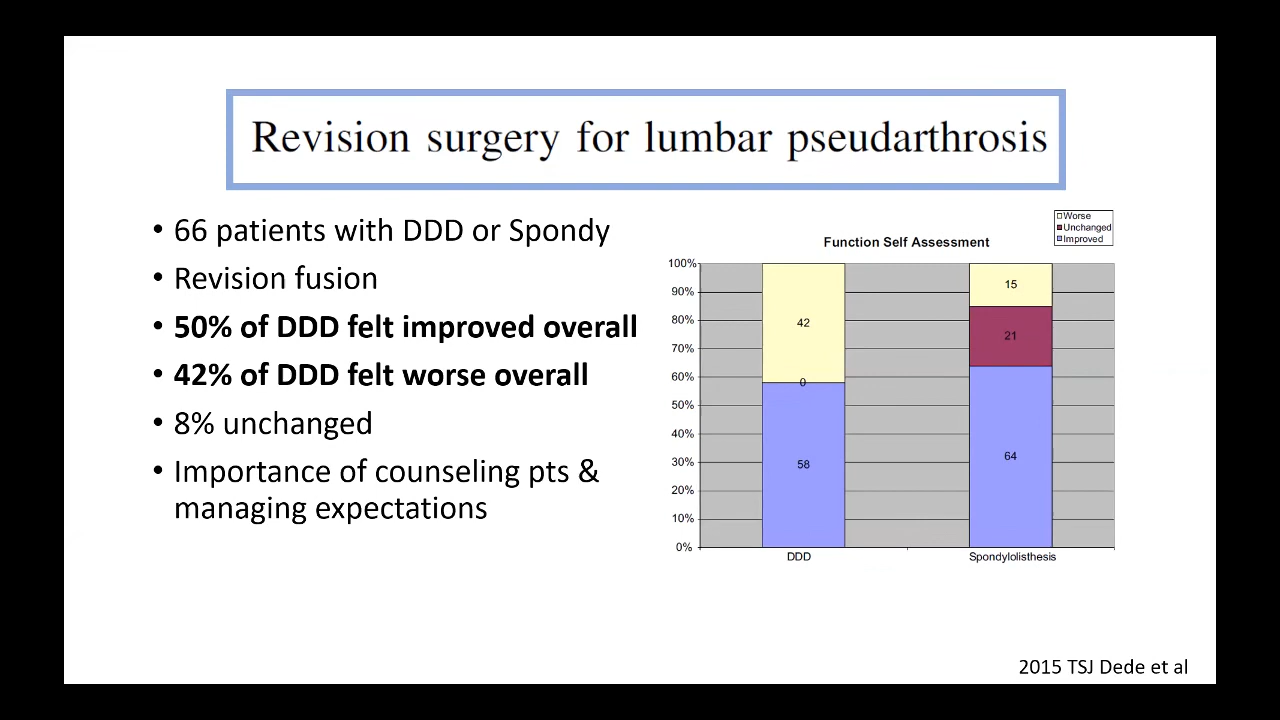 Revision surgery for lumbar pseudarthrosis
• 66 patients with DDD or Spondy
• Revision fusion
• 50% of DDD felt improved overall
• 42% of DDD felt worse overall
• 8% unchanged
• Importance of counseling pts &
managing expectations
Function Self Assessment
Worse
Unchanged
Improved
100%
90%
80%
70%
60%
50%
40%
30%
20%
10%
0%
42
0
58
15
21
64
DDD
Spondylolisthesis
2015 TSJ Dede et al